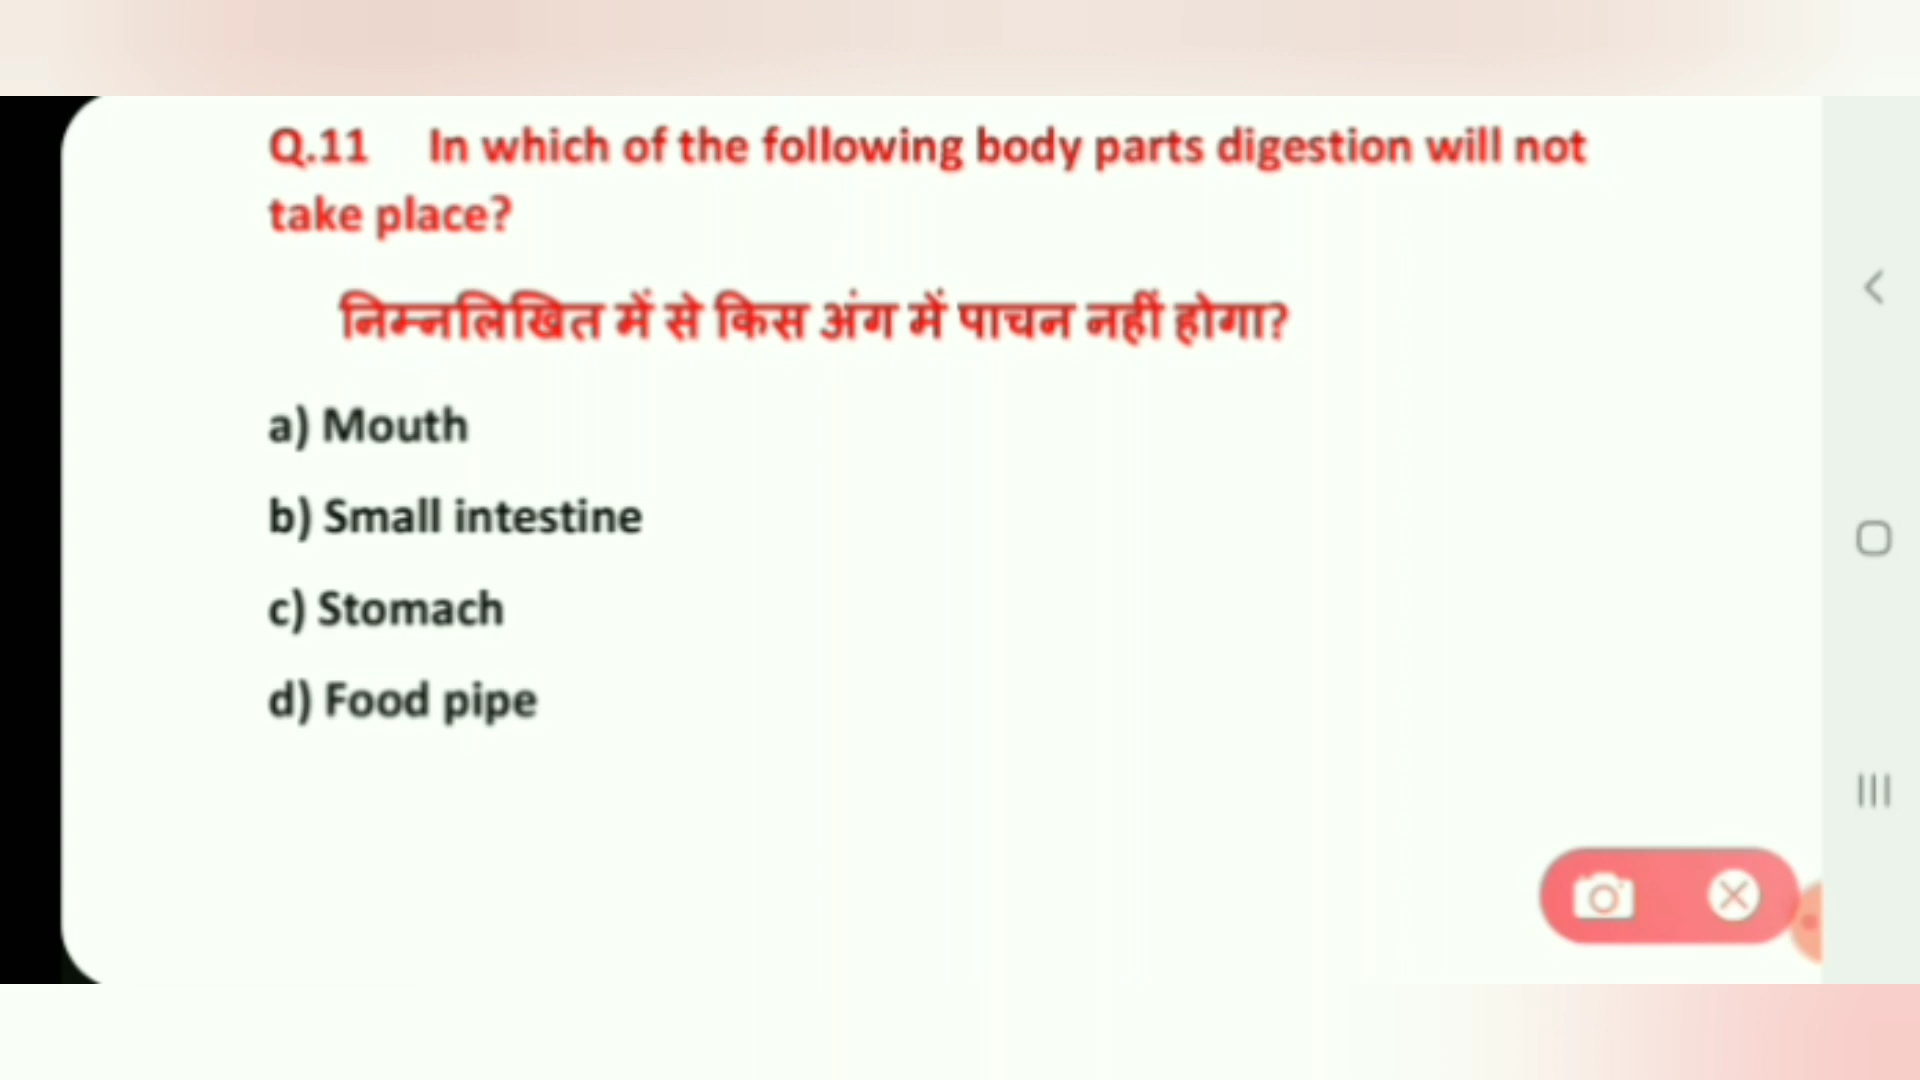 Q.11 In which of the following body parts digestion will not
take place?
निम्नलिखित में से किस अंग में पाचन नहीं होगा?
a) Mouth
b) Small intestine
c) Stomach
d) Food pipe